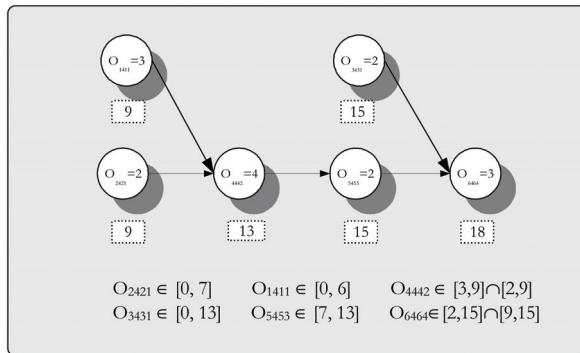 O1411=3
O3431=2
9
15
O2421=2
O4442=4
O5453=2
O6464=3
9
13
15
18
O2421 ∈ [0, 7] O1411 ∈ [0, 6] O4442 ∈ [3,9]∩[2,9]
O3431 ∈ [0, 13] O5453 ∈ [7, 13] O6464∈[2,15]∩[9,15]